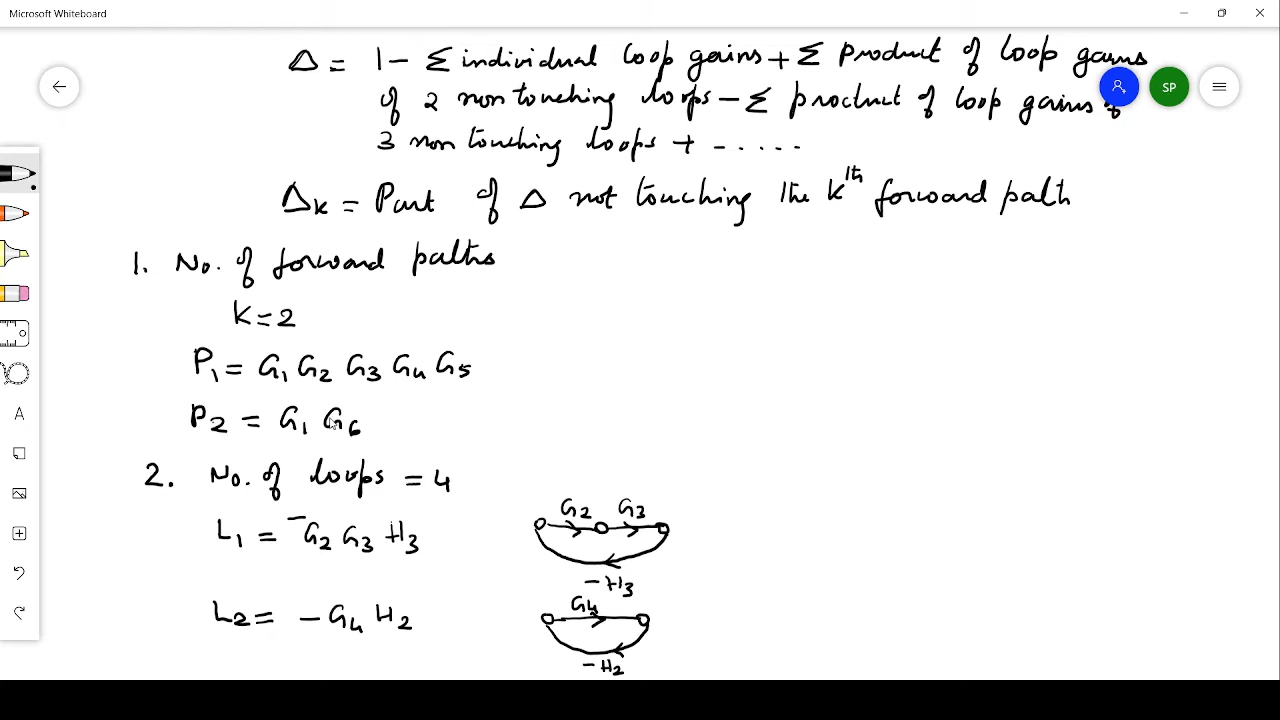 Microsoft Whiteboard
Δ = 1 - Σ individual loop gains + Σ product of loop gains
SP
of 2 non touching loops - Σ product of loop gains of
3 non touching loops + - . . . . .
Δk = Part of Δ not touching the kth forward path
1. No. of forward paths
K = 2
P1 = G1 G2 G3 G4 G5
P2 = G1 G6
2. No. of loops = 4
G2 G3
L1 = -G2 G3 H3
-H3
G4
L2 = - G4 H2
-H2
A